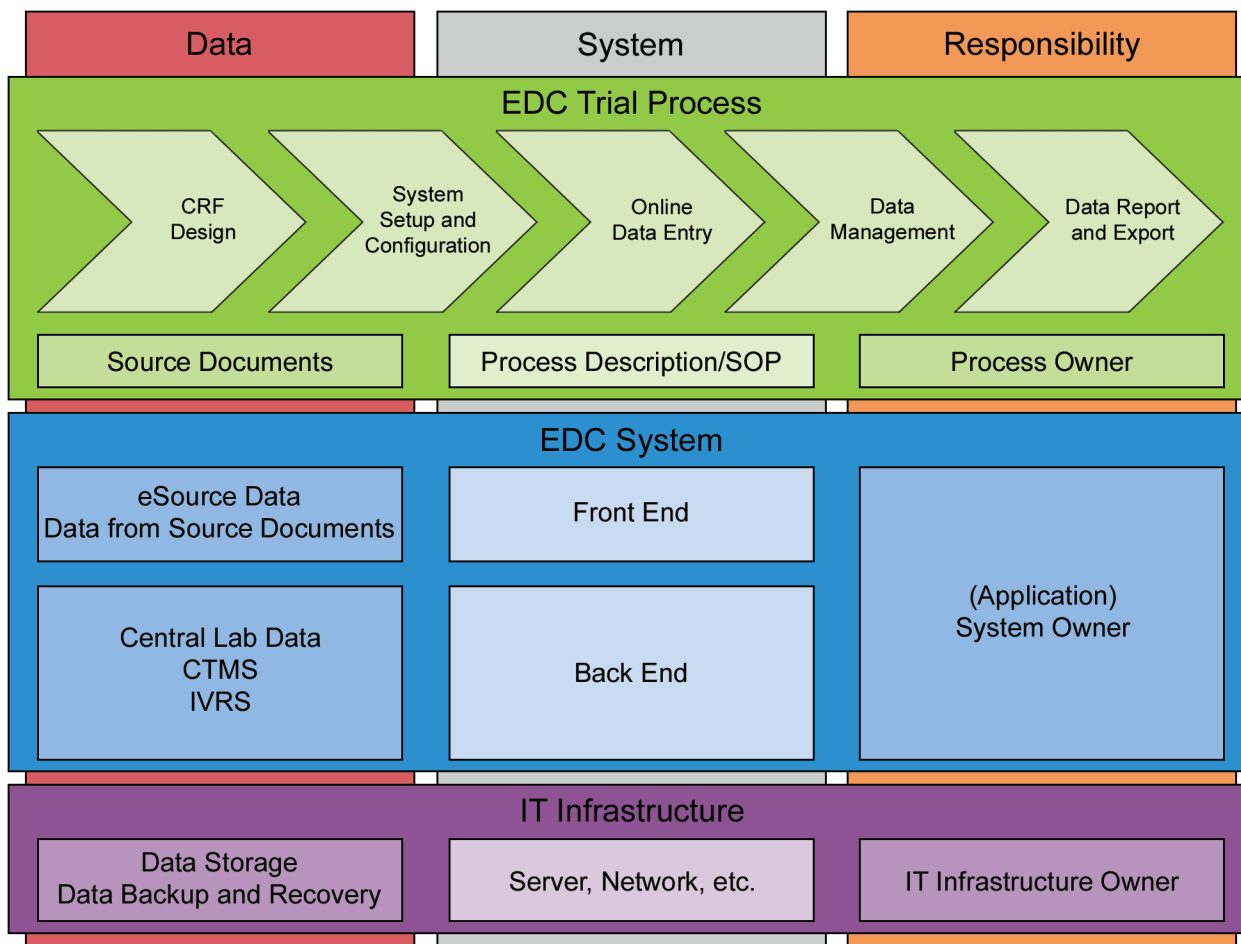 Data
System
Responsibility
EDC Trial Process
CRF
Design
System
Setup and
Configuration
Online
Data Entry
Data
Management
Data Report
and Export
Source Documents
Process Description/SOP
Process Owner
EDC System
eSource Data
Data from Source Documents
Front End
(Application)
System Owner
Central Lab Data
CTMS
IVRS
Back End
IT Infrastructure
Data Storage
Data Backup and Recovery
Server, Network, etc.
IT Infrastructure Owner